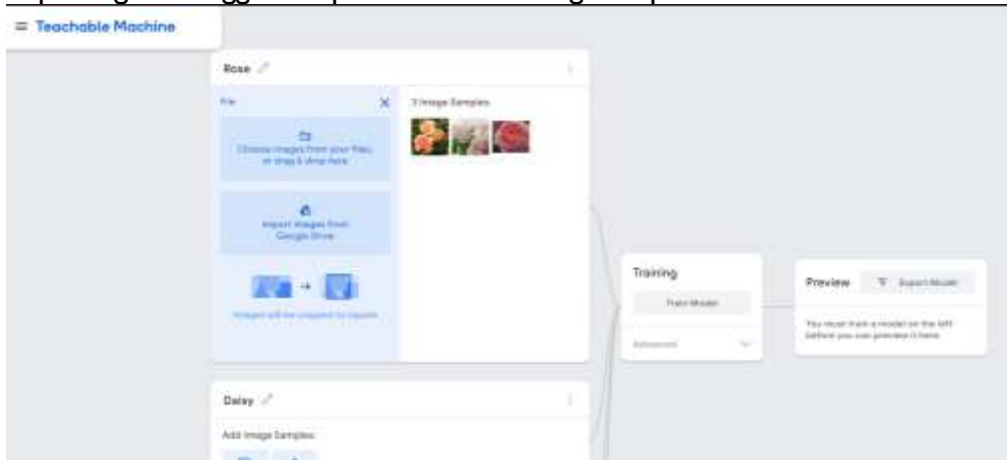 ≡ Teachable Machine
Rose
File
3 Image Samples
Choose images from your files,
or drag & drop here
Import images from
Google Drive
Images will be cropped to square
Training
Train Model
Advanced
Preview
Export Model
You must train a model on the left
before you can preview it here.
Daisy
Add Image Samples: